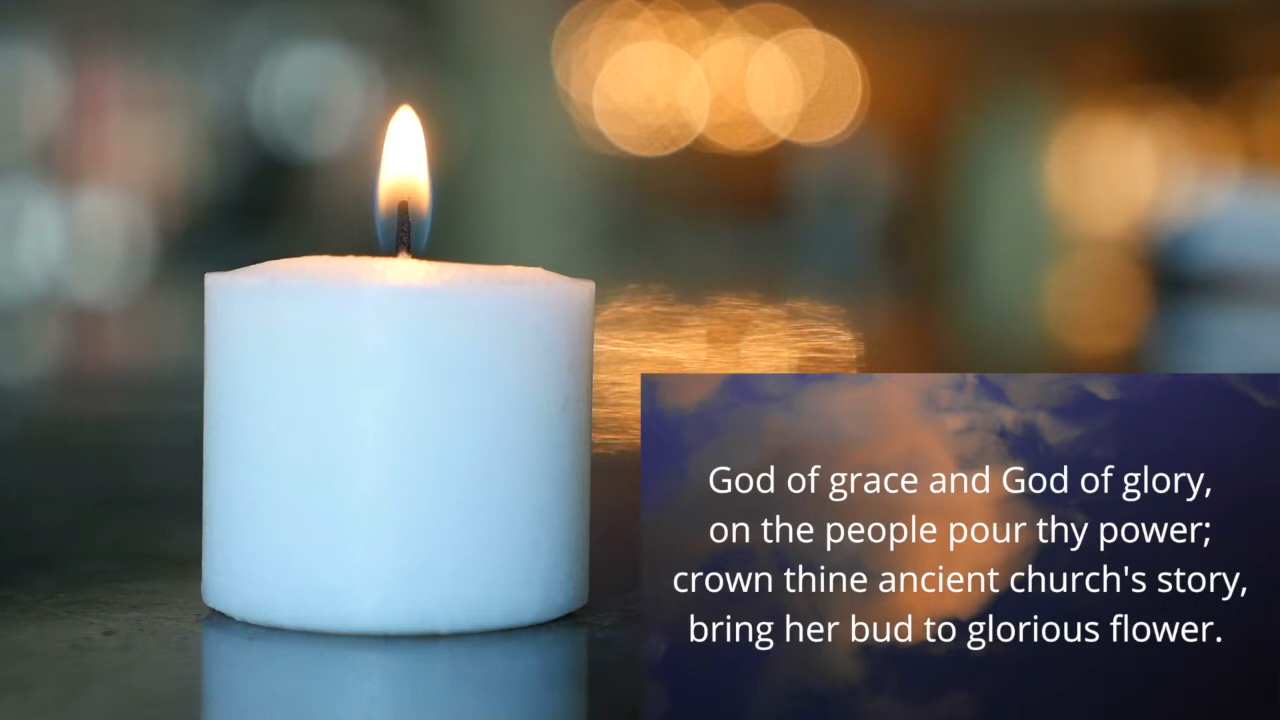 God of grace and God of glory,
on the people pour thy power;
crown thine ancient church's story,
bring her bud to glorious flower.